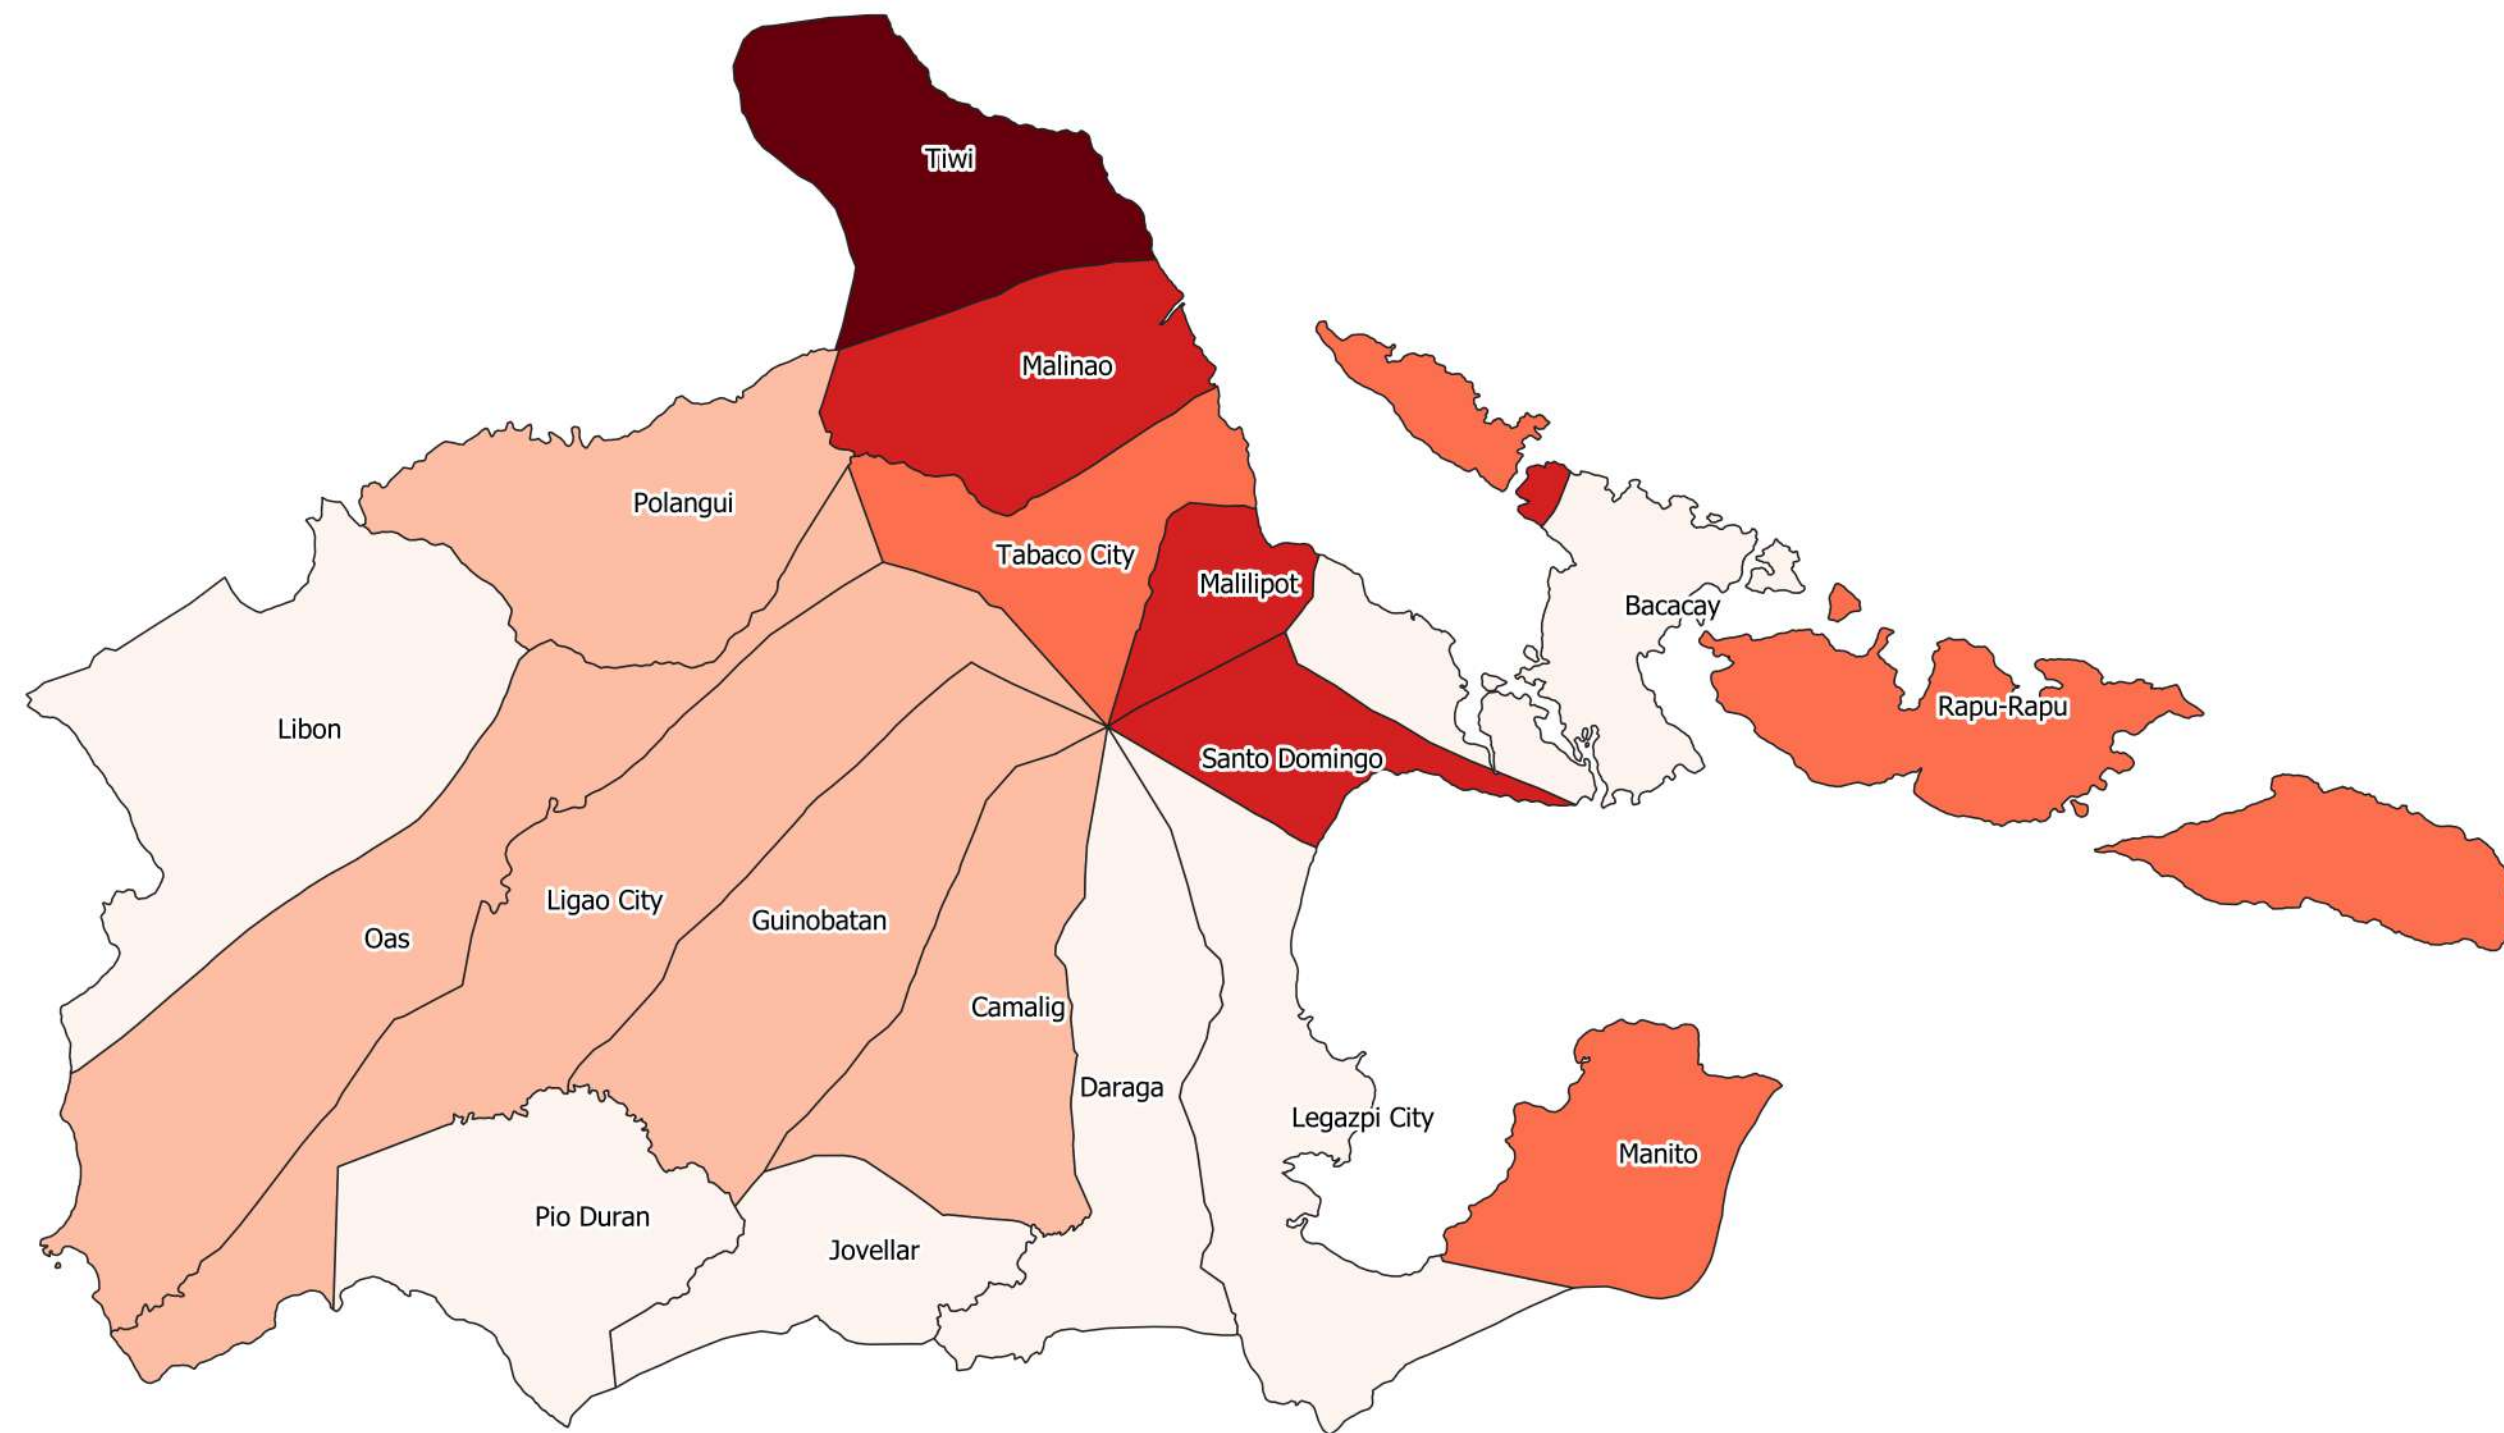 Tiwi
Malinao
Polangui
Tabaco City
Malilipot
Bacacay
Rapu-Rapu
Libon
Santo Domingo
Ligao City
Guinobatan
Oas
Camalig
Daraga
Legazpi City
Manito
Pio Duran
Jovellar